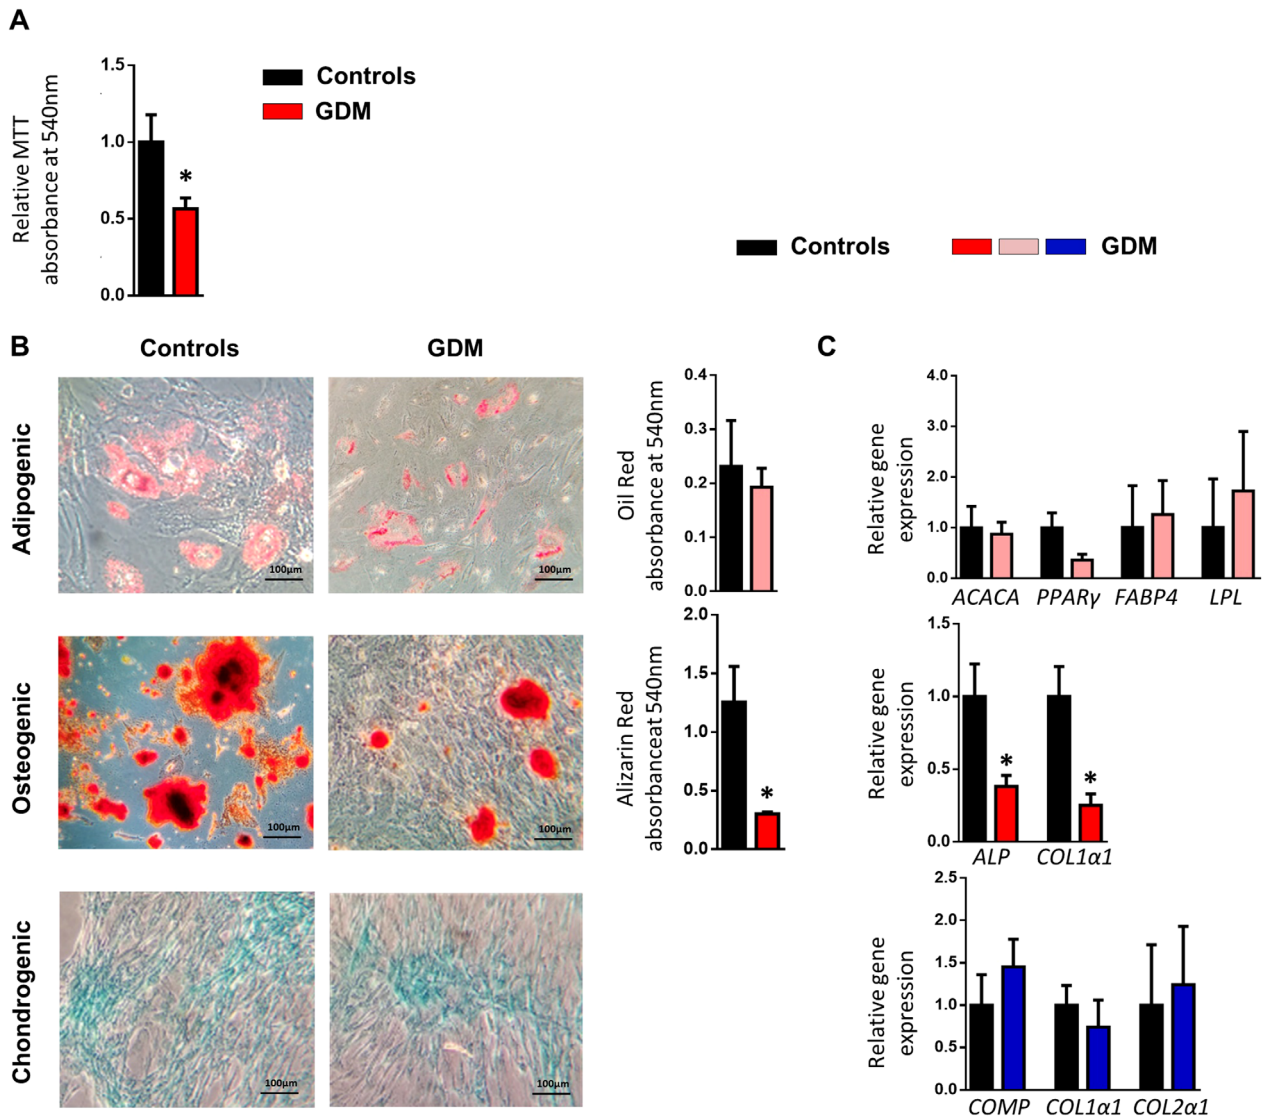 A
Relative MTT
absorbance at 540nm
1.5
1.0
0.5
0.0
*
Controls
GDM
Controls
GDM
B
Controls
GDM
Adipogenic
100µm
100µm
Oil Red
absorbance at 540nm
0.4
0.3
0.2
0.1
0.0
Osteogenic
100µm
100µm
Alizarin Red
absorbanceat 540nm
2.0
1.5
1.0
0.5
0.0
*
Chondrogenic
100µm
100µm
C
Relative gene
expression
4.0
3.0
2.0
1.0
0.0
ACACA PPARγ FABP4 LPL
Relative gene
expression
1.5
1.0
0.5
0.0
* *
ALP COL1α1
Relative gene
expression
2.5
2.0
1.5
1.0
0.5
0.0
COMP COL1α1 COL2α1